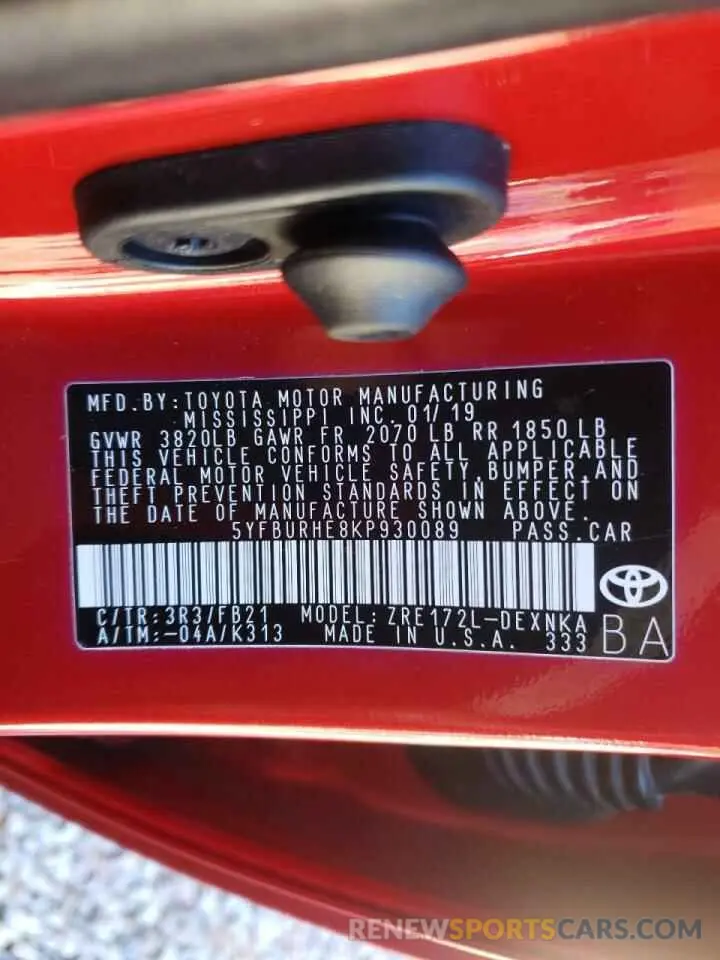 MFD. BY: TOYOTA MOTOR MANUFACTURING
MISSISSIPPI INC. 01/19
GVWR 3820LB GAWR FR 2070 LB RR 1850 LB
THIS VEHICLE CONFORMS TO ALL APPLICABLE
FEDERAL MOTOR VEHICLE SAFETY, BUMPER, AND
THEFT PREVENTION STANDARDS IN EFFECT ON
THE DATE OF MANUFACTURE SHOWN ABOVE.
5YFBURHE8KP930089 PASS. CAR
C/TR: 3R3/FB21 MODEL: ZRE172L-DEXNKA
A/TM: -04A/K313 MADE IN U.S.A. 333 BA
RENEWSPORTSCARS.COM